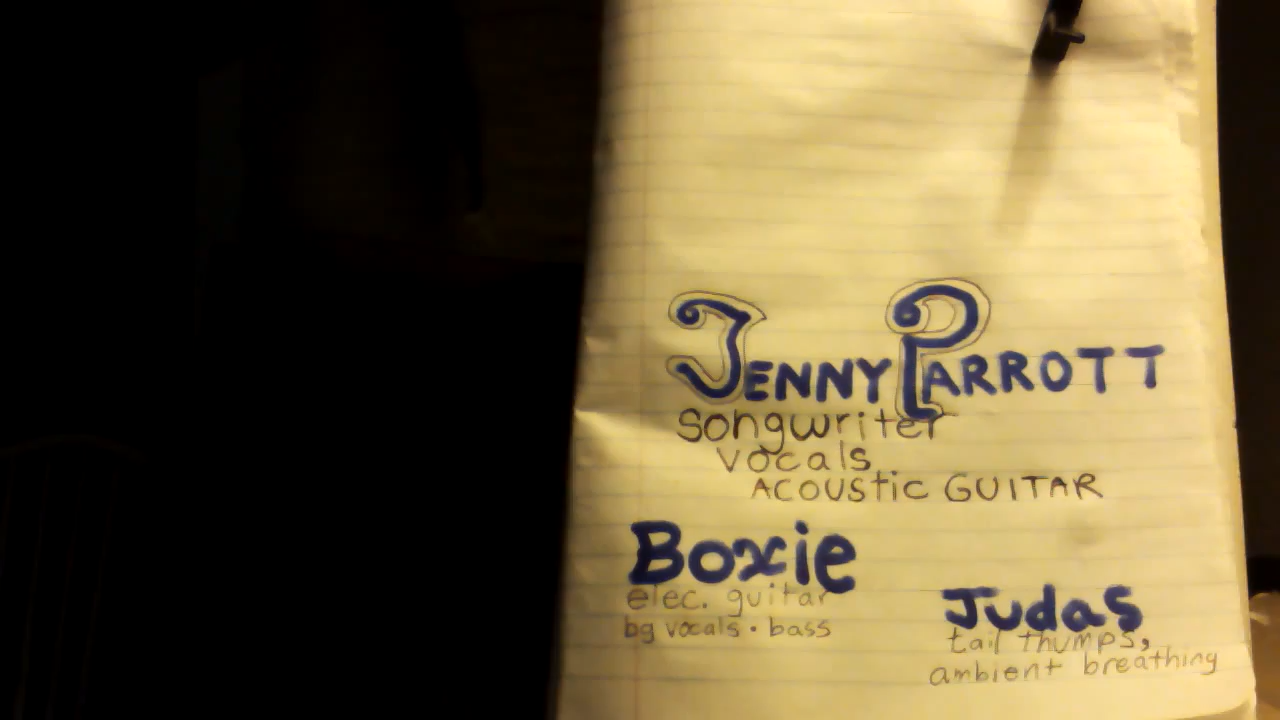 JENNY PARROTT
songwriter
vocals
ACOUStic GUITAR
Boxie
elec. guitar
bg vocals • bass
Judas
tail thumps,
ambient breathing